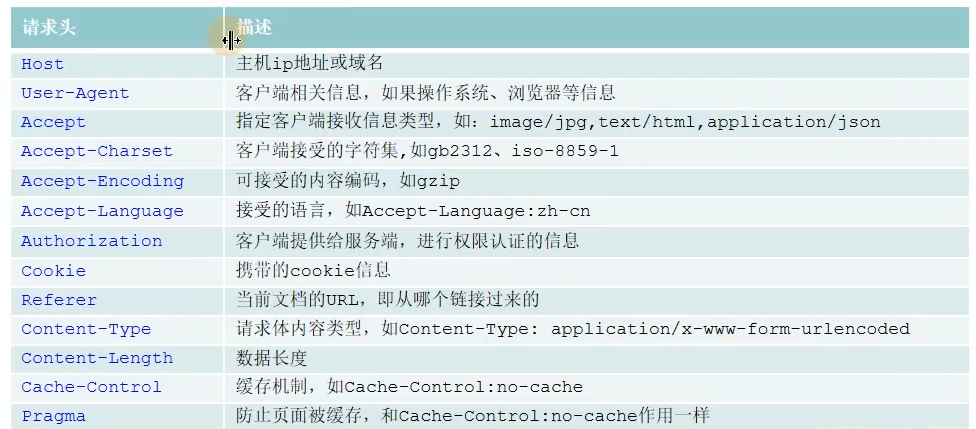 请求头 描述
Host 主机ip地址或域名
User-Agent 客户端相关信息，如果操作系统、浏览器等信息
Accept 指定客户端接收信息类型，如：image/jpg,text/html,application/json
Accept-Charset 客户端接受的字符集,如gb2312、iso-8859-1
Accept-Encoding 可接受的内容编码，如gzip
Accept-Language 接受的语言，如Accept-Language:zh-cn
Authorization 客户端提供给服务端，进行权限认证的信息
Cookie 携带的cookie信息
Referer 当前文档的URL，即从哪个链接过来的
Content-Type 请求体内容类型，如Content-Type: application/x-www-form-urlencoded
Content-Length 数据长度
Cache-Control 缓存机制，如Cache-Control:no-cache
Pragma 防止页面被缓存，和Cache-Control:no-cache作用一样